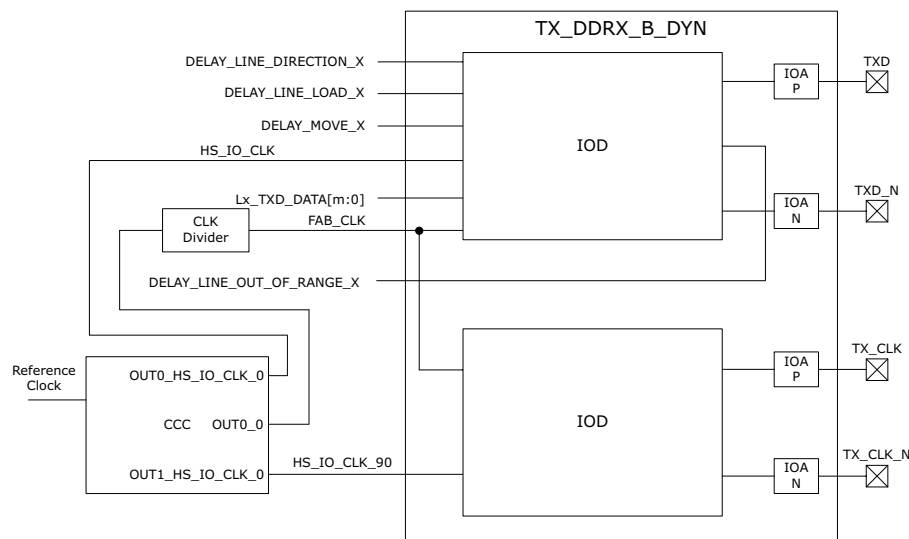 TX_DDRX_B_DYN
DELAY_LINE_DIRECTION_X
DELAY_LINE_LOAD_X
DELAY_MOVE_X
HS_IO_CLK
Lx_TXD_DATA[m:0]
FAB_CLK
CLK
Divider
DELAY_LINE_OUT_OF_RANGE_X
IOD
IOA
P
TXD
IOA
N
TXD_N
Reference
Clock
OUT0_HS_IO_CLK_0
CCC OUT0_0
OUT1_HS_IO_CLK_0
HS_IO_CLK_90
IOD
IOA
P
TX_CLK
IOA
N
TX_CLK_N